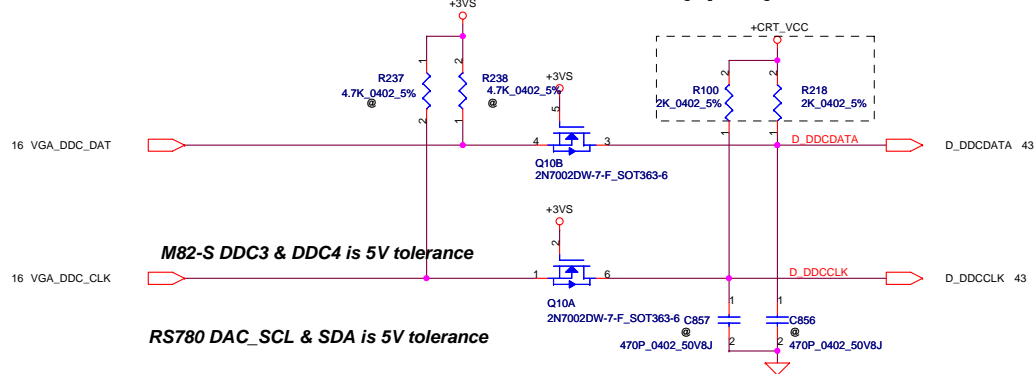 +3VS
+CRT_VCC
+3VS
R237
4.7K_0402_5%
@
R238
4.7K_0402_5%
@
R100
2K_0402_5%
R218
2K_0402_5%
1
2
2
1
5
2
1
2
1
16 VGA_DDC_DAT
4
3
D_DDCDATA
D_DDCDATA 43
Q10B
2N7002DW-7-F_SOT363-6
+3VS
M82-S DDC3 & DDC4 is 5V tolerance
2
16 VGA_DDC_CLK
1
6
D_DDCCLK
D_DDCCLK 43
Q10A
2N7002DW-7-F_SOT363-6
RS780 DAC_SCL & SDA is 5V tolerance
C857
@
470P_0402_50V8J
C856
@
470P_0402_50V8J
1
2
1
2